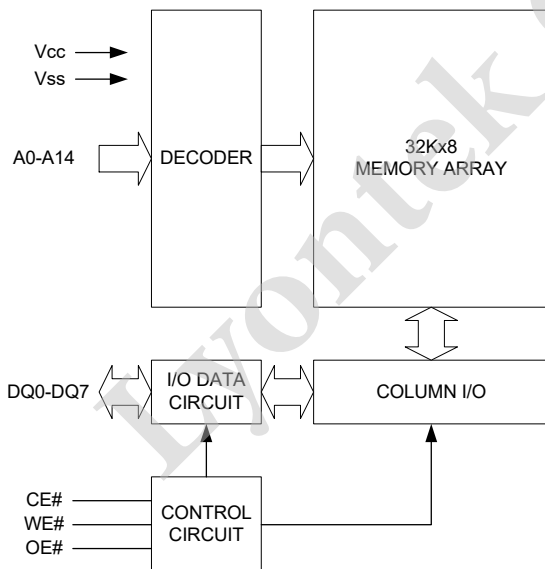 Vcc
Vss
A0-A14
DECODER
32Kx8
MEMORY ARRAY
DQ0-DQ7
I/O DATA
CIRCUIT
COLUMN I/O
CE#
WE#
OE#
CONTROL
CIRCUIT
Lyontek